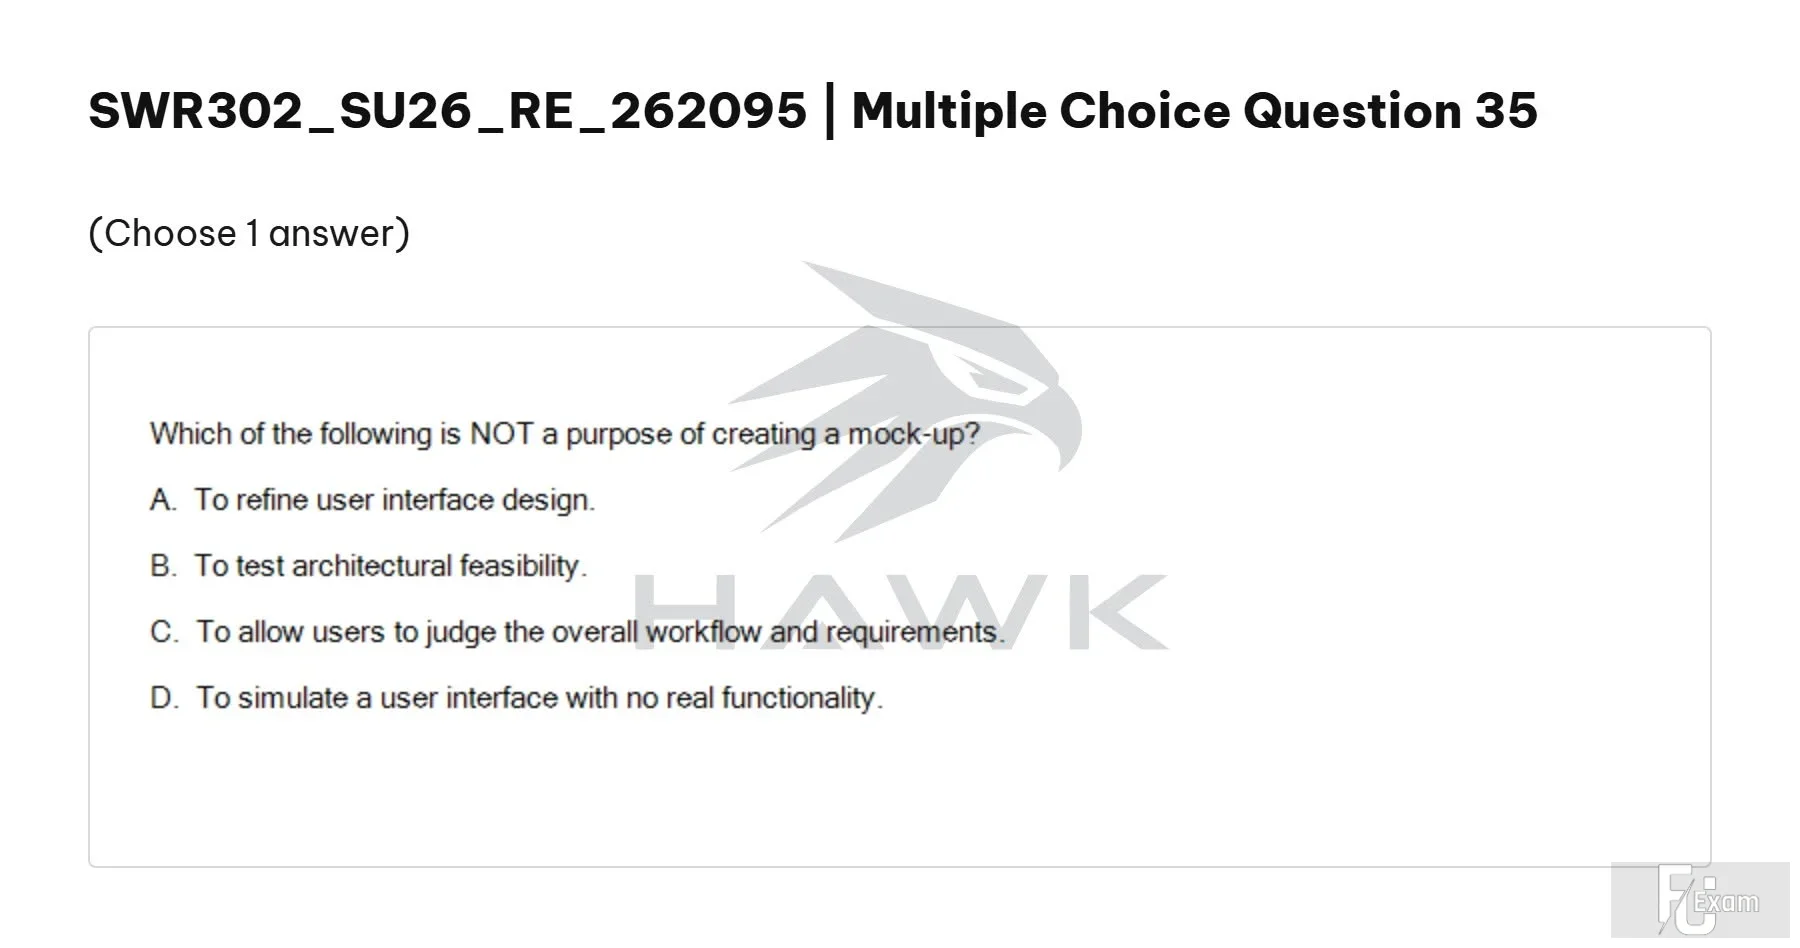 SWR302_SU26_RE_262095 | Multiple Choice Question 35
(Choose 1 answer)
Which of the following is NOT a purpose of creating a mock-up?
A. To refine user interface design.
B. To test architectural feasibility.
C. To allow users to judge the overall workflow and requirements.
D. To simulate a user interface with no real functionality.
HAWK
FU Exam